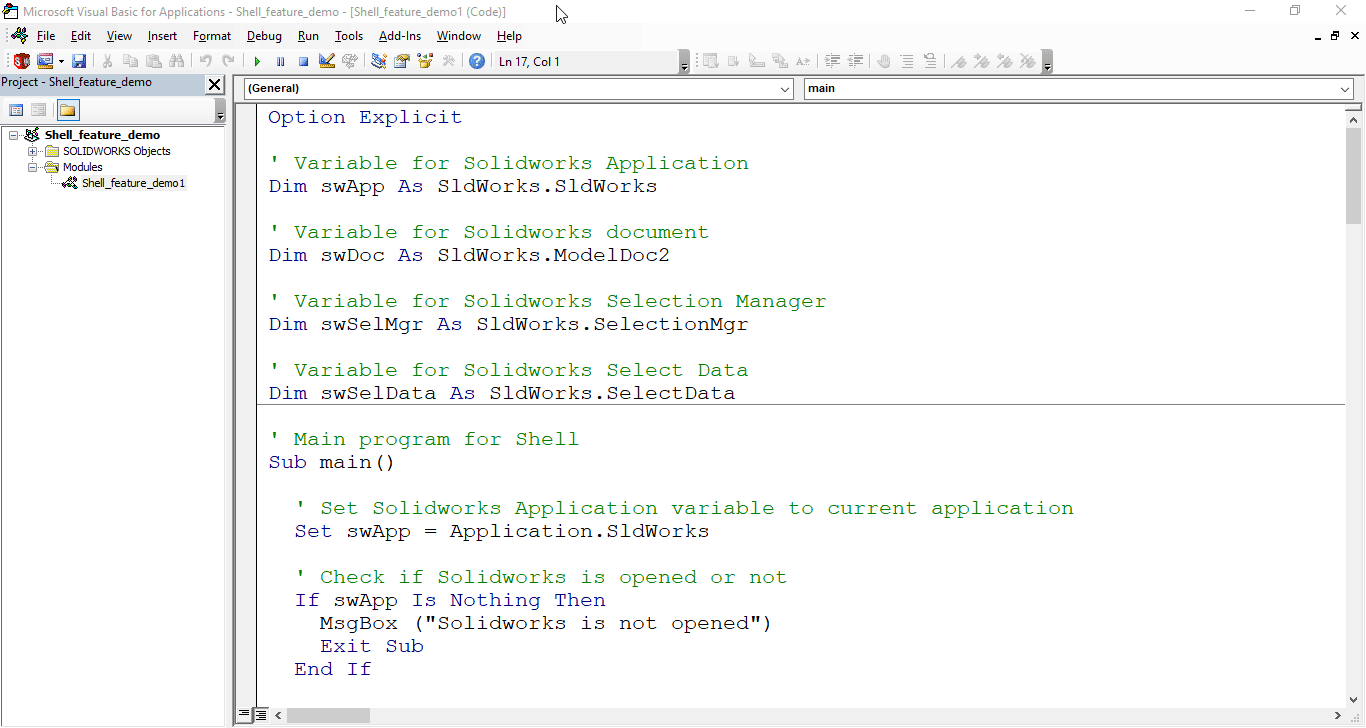 Microsoft Visual Basic for Applications - Shell_feature_demo - [Shell_feature_demo1 (Code)]
File Edit View Insert Format Debug Run Tools Add-Ins Window Help
Ln 17, Col 1
Project - Shell_feature_demo
(General)
main
Shell_feature_demo
SOLIDWORKS Objects
Modules
Shell_feature_demo1
Option Explicit
' Variable for Solidworks Application
Dim swApp As SldWorks.SldWorks
' Variable for Solidworks document
Dim swDoc As SldWorks.ModelDoc2
' Variable for Solidworks Selection Manager
Dim swSelMgr As SldWorks.SelectionMgr
' Variable for Solidworks Select Data
Dim swSelData As SldWorks.SelectData
' Main program for Shell
Sub main()
' Set Solidworks Application variable to current application
Set swApp = Application.SldWorks
' Check if Solidworks is opened or not
If swApp Is Nothing Then
MsgBox ("Solidworks is not opened")
Exit Sub
End If